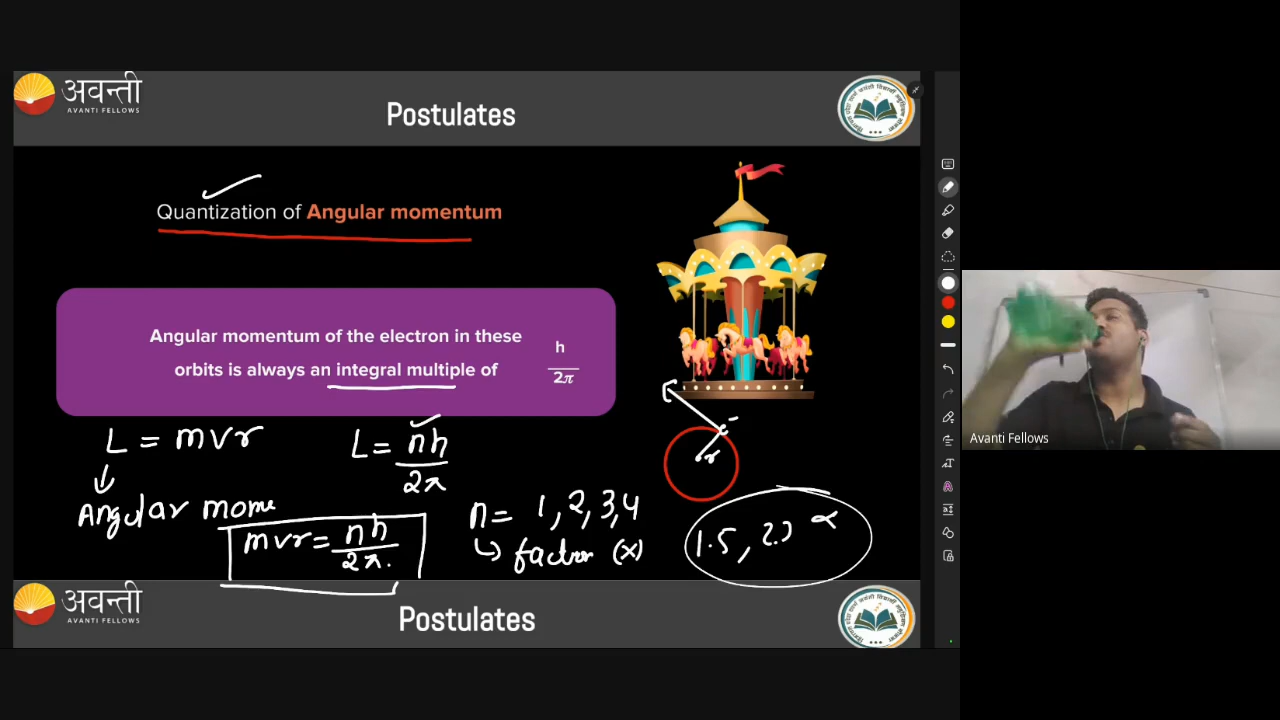 अवन्ती
AVANTI FELLOWS
Postulates
Quantization of Angular momentum
Angular momentum of the electron in these
orbits is always an integral multiple of
h
2π
L = mvr
L = nh
2π
e-
r
Angular mome
mvr = nh
2π.
n = 1, 2, 3, 4
↳ factor (x)
1.5,
अवन्ती
AVANTI FELLOWS
Postulates
Avanti Fellows